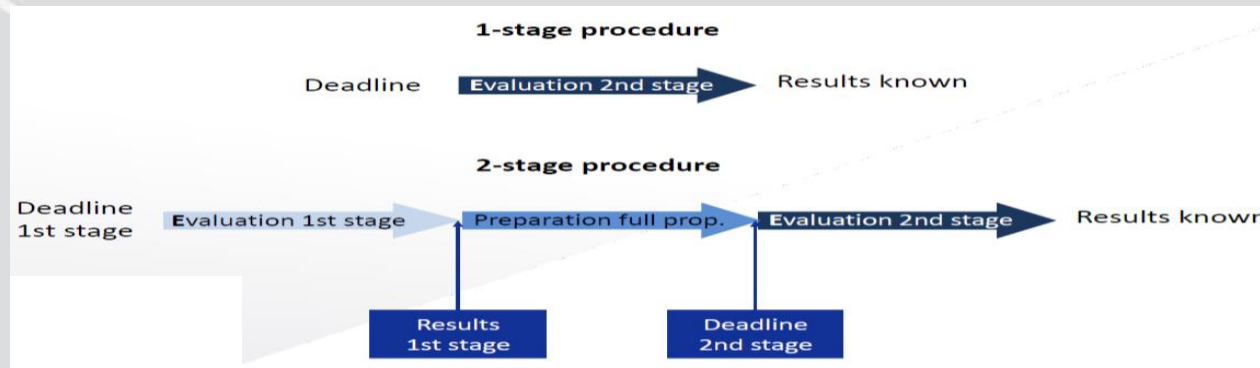 1-stage procedure
Deadline
Evaluation 2nd stage
Results known
2-stage procedure
Deadline
1st stage
Evaluation 1st stage
Preparation full prop.
Evaluation 2nd stage
Results known
Results
1st stage
Deadline
2nd stage